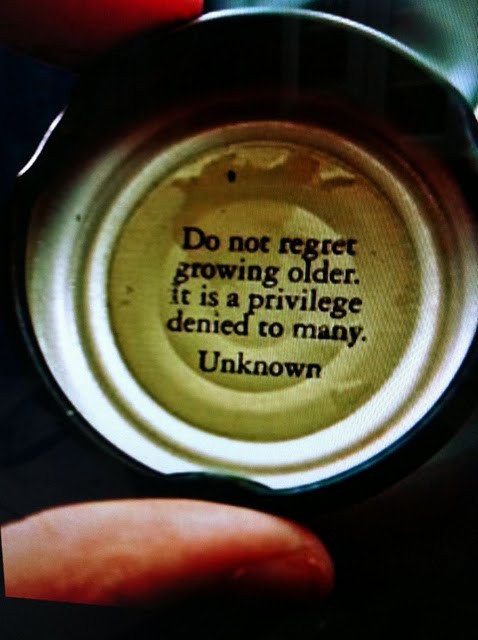 Do not regret
growing older.
it is a privilege
denied to many.
Unknown